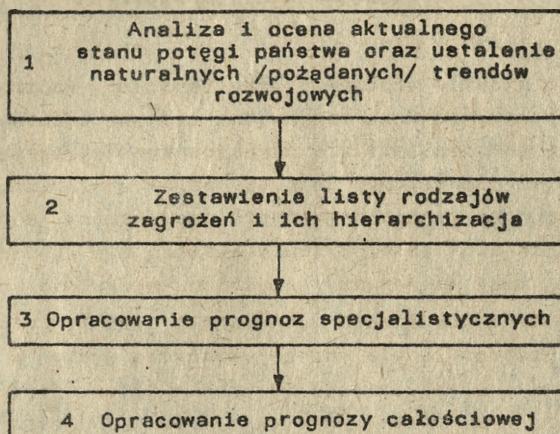 1 Analiza i ocena aktualnego
stanu potęgi państwa oraz ustalenie
naturalnych /pożądanych/ trendów
rozwojowych
2 Zestawienie listy rodzajów
zagrożeń i ich hierarchizacja
3 Opracowanie prognoz specjalistycznych
4 Opracowanie prognozy całościowej